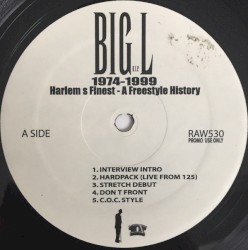 BIG L
R.I.P.
1974-1999
Harlem s Finest - A Freestyle History
A SIDE
RAW530
PROMO USE ONLY
1. INTERVIEW INTRO
2. HARDPACK (LIVE FROM 125)
3. STRETCH DEBUT
4. DON T FRONT
5. C.O.C. STYLE